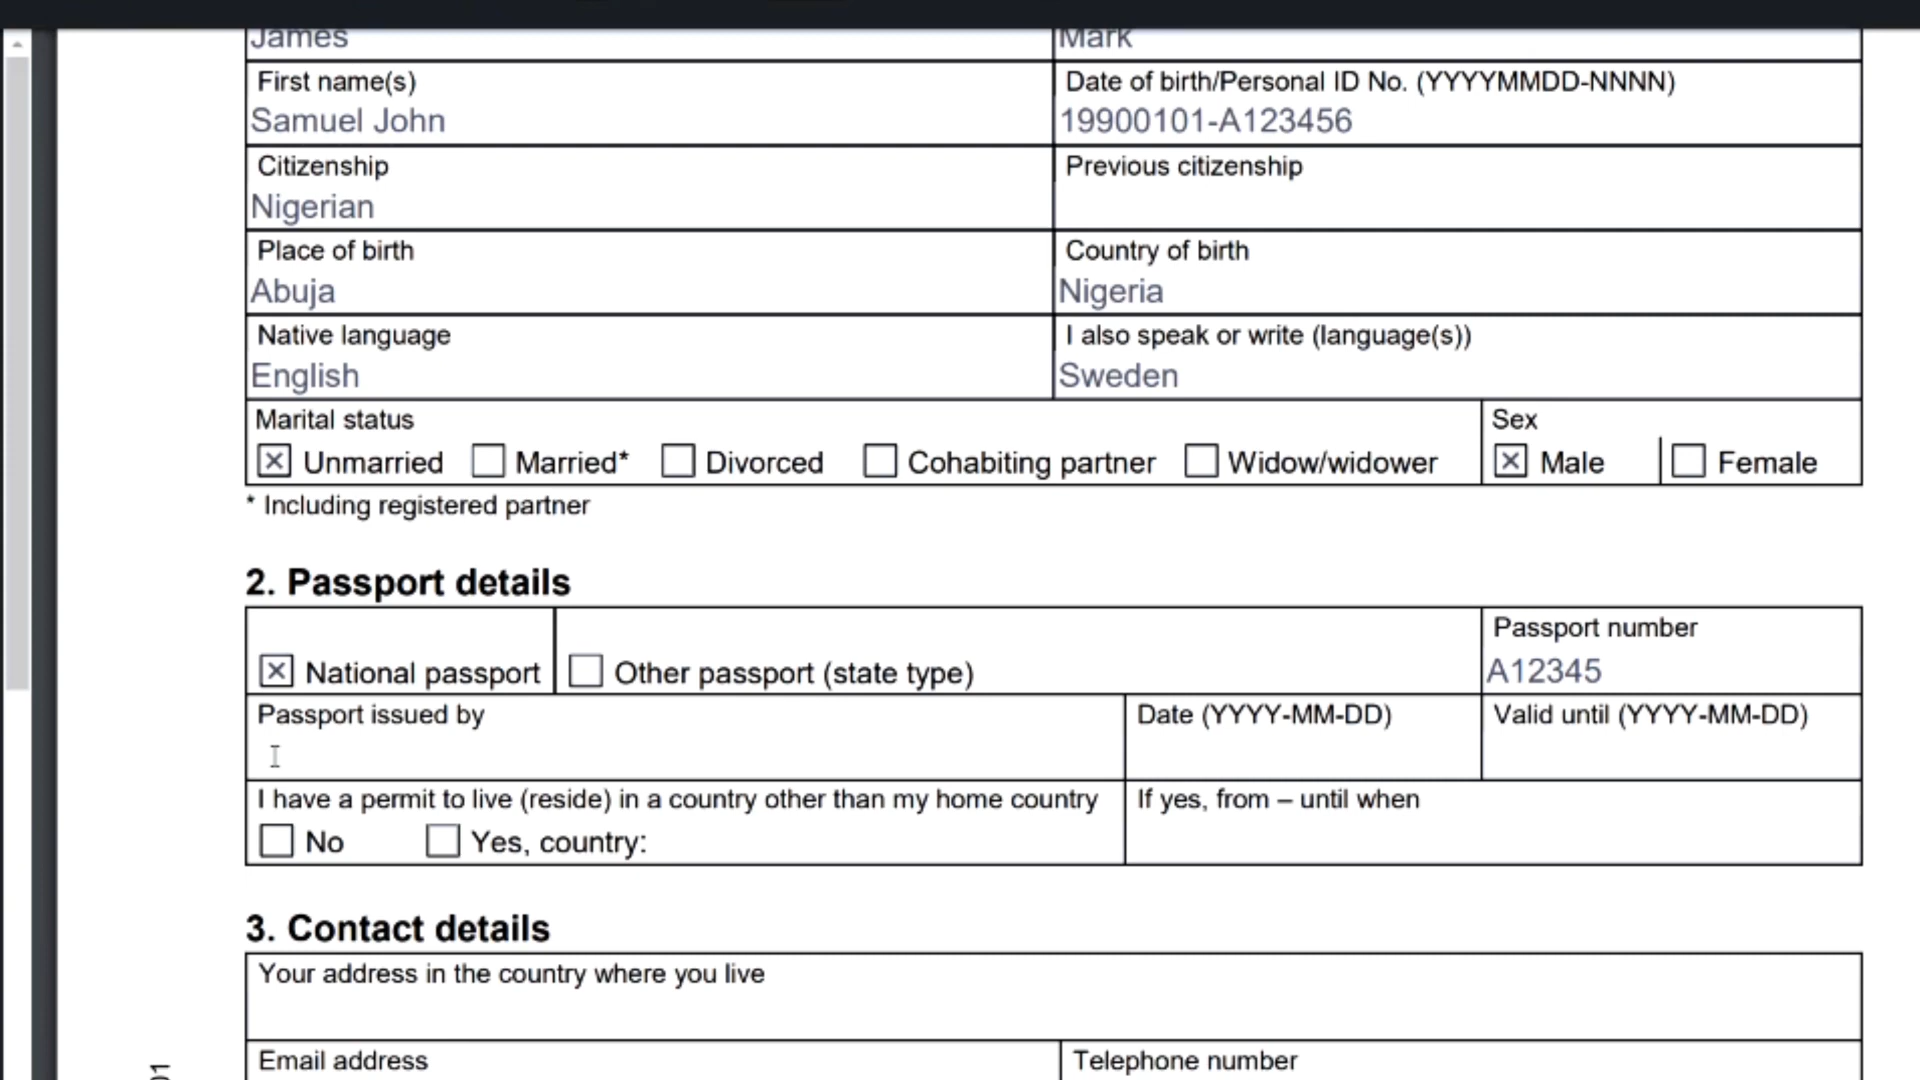 James Mark
First name(s) Date of birth/Personal ID No. (YYYYMMDD-NNNN)
Samuel John 19900101-A123456
Citizenship Previous citizenship
Nigerian
Place of birth Country of birth
Abuja Nigeria
Native language I also speak or write (language(s))
English Sweden
Marital status Sex
Unmarried Married* Divorced Cohabiting partner Widow/widower Male Female
* Including registered partner
2. Passport details
Passport number
National passport Other passport (state type) A12345
Passport issued by Date (YYYY-MM-DD) Valid until (YYYY-MM-DD)
I have a permit to live (reside) in a country other than my home country If yes, from – until when
No Yes, country:
3. Contact details
Your address in the country where you live
Email address Telephone number